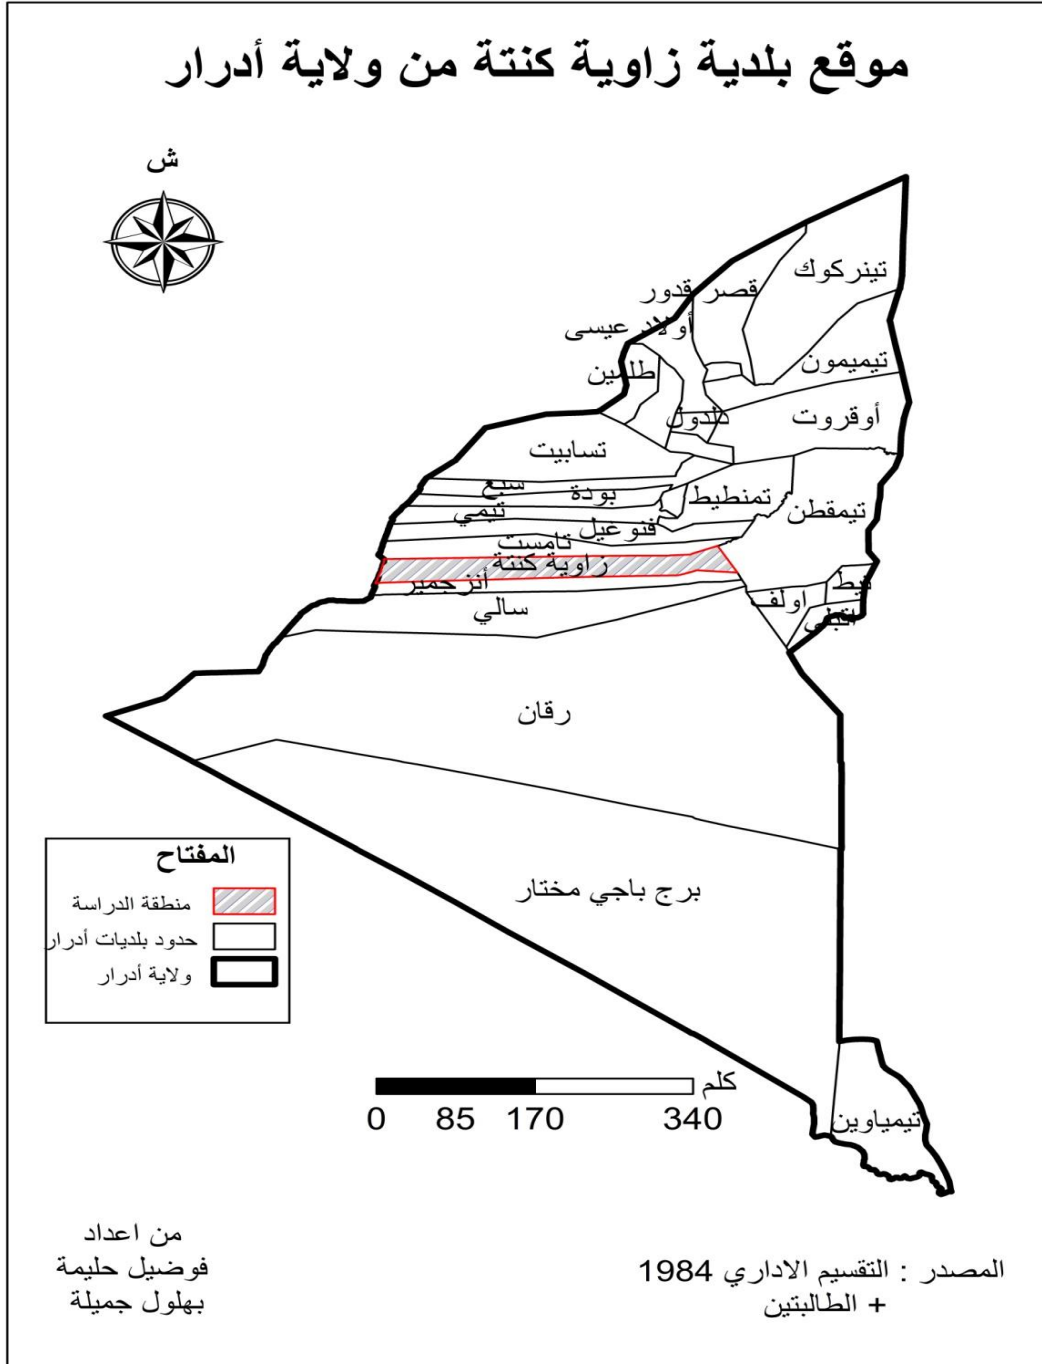 موقع بلدية زاوية كنتة من ولاية أدرار
ش
تينركوك
قصر قدور
أولاد عيسى
تيميمون
طلمين
أوقروت
دلدول
تسابيت
سبع
بودة
تمنطيط
تيمقطن
تيمي
فنوغيل
تامست
زاوية كنتة
أنزجمير
تيط
اولف
اقبلي
سالي
رقان
برج باجي مختار
تيمياوين
المفتاح
منطقة الدراسة
حدود بلديات أدرار
ولاية أدرار
كلم
0 85 170 340
من اعداد
فوضيل حليمة
بهلول جميلة
المصدر : التقسيم الاداري 1984
+ الطالبتين